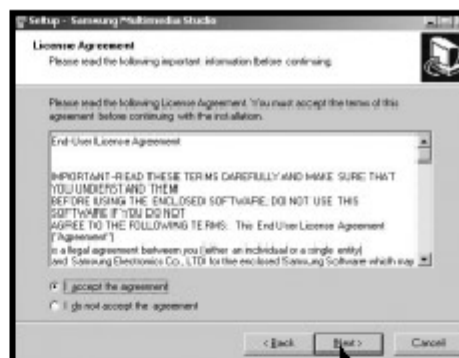 Setup - Samsung Multimedia Studio
License Agreement
Please read the following important information before continuing.
Please read the following License Agreement. You must accept the terms of this
agreement before continuing with the installation.
End-User License Agreement
IMPORTANT-READ THESE TERMS CAREFULLY AND MAKE SURE THAT
YOU UNDERSTAND THEM
BEFORE USING THE ENCLOSED SOFTWARE, DO NOT USE THIS
SOFTWARE IF YOU DO NOT
AGREE TO THE FOLLOWING TERMS: This End User License Agreement
("Agreement")
is a legal agreement between you (either an individual or a single entity)
and Samsung Electronics Co., LTD( for the enclosed Samsung Software which may
I accept the agreement
I do not accept the agreement
< Back
Next >
Cancel